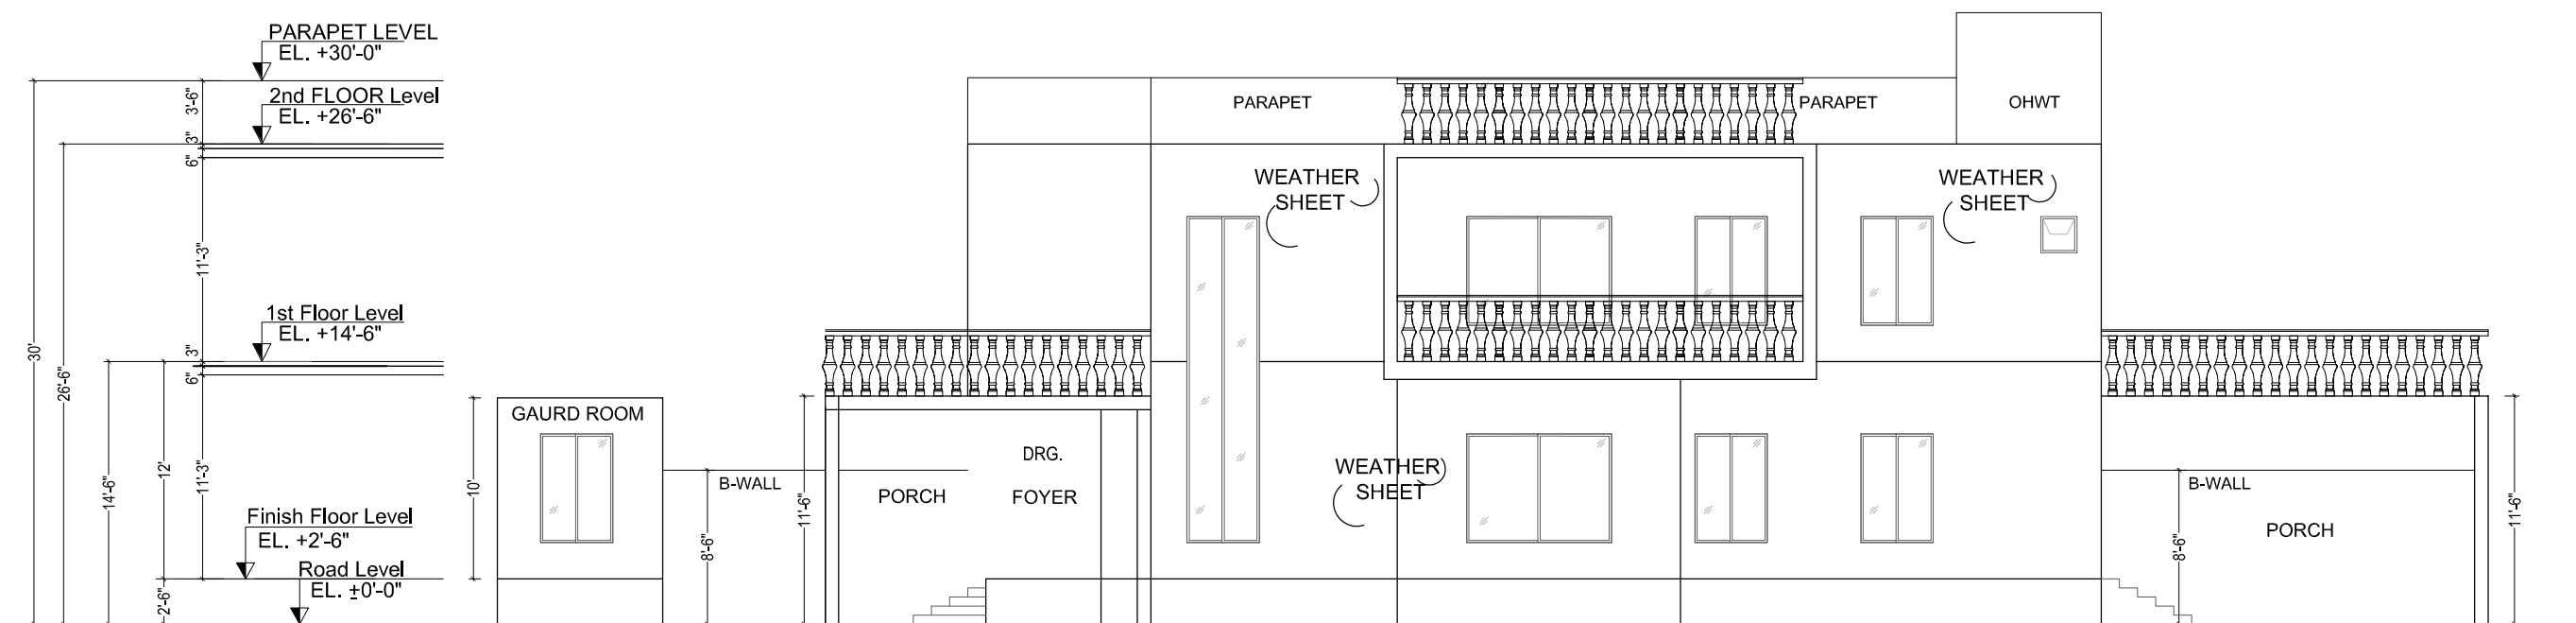 PARAPET LEVEL
EL. +30'-0"
2nd FLOOR Level
EL. +26'-6"
1st Floor Level
EL. +14'-6"
Finish Floor Level
EL. +2'-6"
Road Level
EL. ±0'-0"
30'
26'-6"
14'-6"
12'
2'-6"
3'-6"
3"
6"
11'-3"
3"
6"
11'-3"
10'
GAURD ROOM
B-WALL
8'-6"
11'-6"
PORCH
DRG.
FOYER
PARAPET
PARAPET
OHWT
WEATHER
SHEET
WEATHER
SHEET
WEATHER
SHEET
B-WALL
8'-6"
PORCH
11'-6"